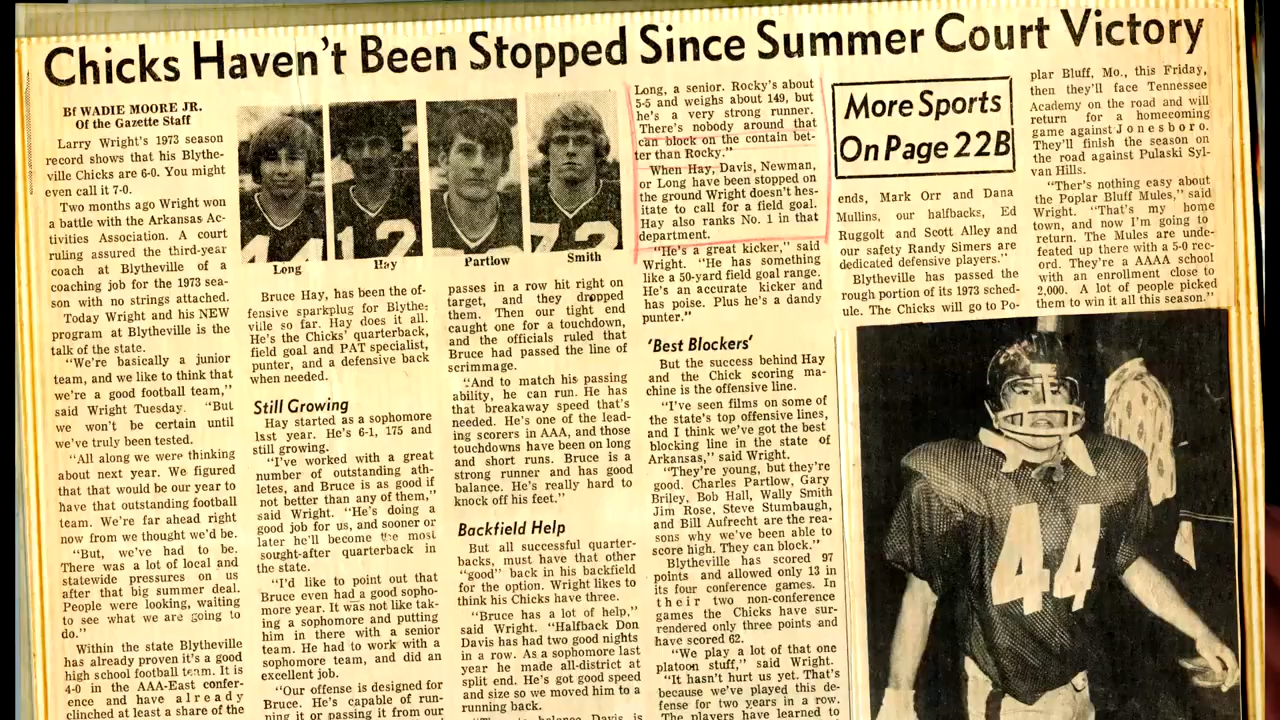 Chicks Haven't Been Stopped Since Summer Court Victory
Bf WADIE MOORE JR.
Of the Gazette Staff
Larry Wright's 1973 season
record shows that his Blythe-
ville Chicks are 6-0. You might
even call it 7-0.
Two months ago Wright won
a battle with the Arkansas Ac-
tivities Association. A court
ruling assured the third-year
coach at Blytheville of a
coaching job for the 1973 sea-
son with no strings attached.
Today Wright and his NEW
program at Blytheville is the
talk of the state.
"We're basically a junior
team, and we like to think that
we're a good football team,"
said Wright Tuesday. "But
we won't be certain until
we've truly been tested.
"All along we were thinking
about next year. We figured
that that would be our year to
have that outstanding football
team. We're far ahead right
now from we thought we'd be.
"But, we've had to be.
There was a lot of local and
statewide pressures on us
after that big summer deal.
People were looking, waiting
to see what we are going to
do."
Within the state Blytheville
has already proven it's a good
high school football team. It is
4-0 in the AAA-East confer-
ence and have already
clinched at least a share of the
44
12
72
Long
Hay
Partlow
Smith
Bruce Hay, has been the of-
fensive sparkplug for Blythe-
ville so far. Hay does it all.
He's the Chicks' quarterback,
field goal and PAT specialist,
punter, and a defensive back
when needed.
Still Growing
Hay started as a sophomore
last year. He's 6-1, 175 and
still growing.
"I've worked with a great
number of outstanding ath-
letes, and Bruce is as good if
not better than any of them,"
said Wright. "He's doing a
good job for us, and sooner or
later he'll become the most
sought-after quarterback in
the state.
"I'd like to point out that
Bruce even had a good sopho-
more year. It was not like tak-
ing a sophomore and putting
him in there with a senior
team. He had to work with a
sophomore team, and did an
excellent job.
"Our offense is designed for
Bruce. He's capable of run-
ning it or passing it from our
passes in a row hit right on
target, and they dropped
them. Then our tight end
caught one for a touchdown,
and the officials ruled that
Bruce had passed the line of
scrimmage.
"And to match his passing
ability, he can run. He has
that breakaway speed that's
needed. He's one of the lead-
ing scorers in AAA, and those
touchdowns have been on long
and short runs. Bruce is a
strong runner and has good
balance. He's really hard to
knock off his feet."
Backfield Help
But all successful quarter-
backs, must have that other
"good" back in his backfield
for the option. Wright likes to
think his Chicks have three.
"Bruce has a lot of help,"
said Wright. "Halfback Don
Davis has had two good nights
in a row. As a sophomore last
year he made all-district at
split end. He's got good speed
and size so we moved him to a
running back.
balance Davis is
Long, a senior. Rocky's about
5-5 and weighs about 149, but
he's a very strong runner.
There's nobody around that
can block on the contain bet-
ter than Rocky."
When Hay, Davis, Newman,
or Long have been stopped on
the ground Wright doesn't hes-
itate to call for a field goal.
Hay also ranks No. 1 in that
department.
"He's a great kicker," said
Wright. "He has something
like a 50-yard field goal range.
He's an accurate kicker and
has poise. Plus he's a dandy
punter."
'Best Blockers'
But the success behind Hay
and the Chick scoring ma-
chine is the offensive line.
"I've seen films on some of
the state's top offensive lines,
and I think we've got the best
blocking line in the state of
Arkansas," said Wright.
"They're young, but they're
good. Charles Partlow, Gary
Briley, Bob Hall, Wally Smith
Jim Rose, Steve Stumbaugh,
and Bill Aufrecht are the rea-
sons why we've been able to
score high. They can block."
Blytheville has scored 97
points and allowed only 13 in
its four conference games. In
their two non-conference
games the Chicks have sur-
rendered only three points and
have scored 62.
"We play a lot of that one
platoon stuff," said Wright.
"It hasn't hurt us yet. That's
because we've played this de-
fense for two years in a row.
The players have learned to
More Sports
On Page 22B
ends, Mark Orr and Dana
Mullins, our halfbacks, Ed
Ruggolt and Scott Alley and
our safety Randy Simers are
dedicated defensive players."
Blytheville has passed the
rough portion of its 1973 sched-
ule. The Chicks will go to Po-
plar Bluff, Mo., this Friday,
then they'll face Tennessee
Academy on the road and will
return for a homecoming
game against Jonesboro.
They'll finish the season on
the road against Pulaski Syl-
van Hills.
"Ther's nothing easy about
the Poplar Bluff Mules," said
Wright. "That's my home
town, and now I'm going to
return. The Mules are unde-
feated up there with a 5-0 rec-
ord. They're a AAAA school
with an enrollment close to
2,000. A lot of people picked
them to win it all this season."
44